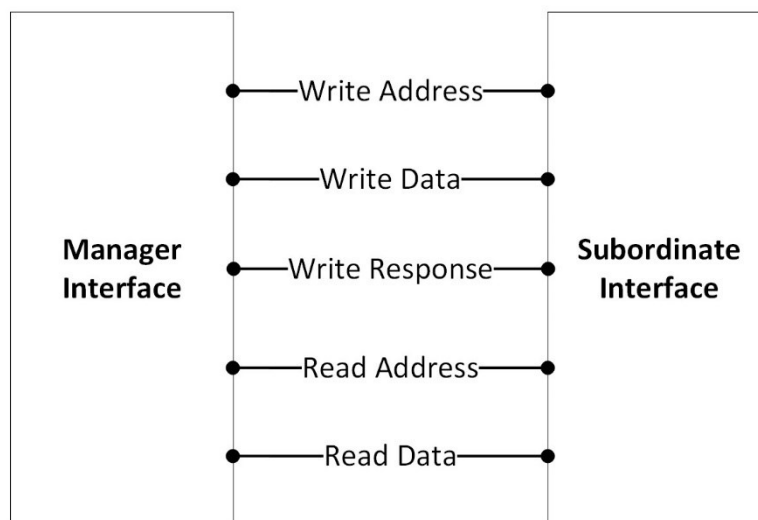 Write Address
Write Data
Manager
Interface
Write Response
Subordinate
Interface
Read Address
Read Data